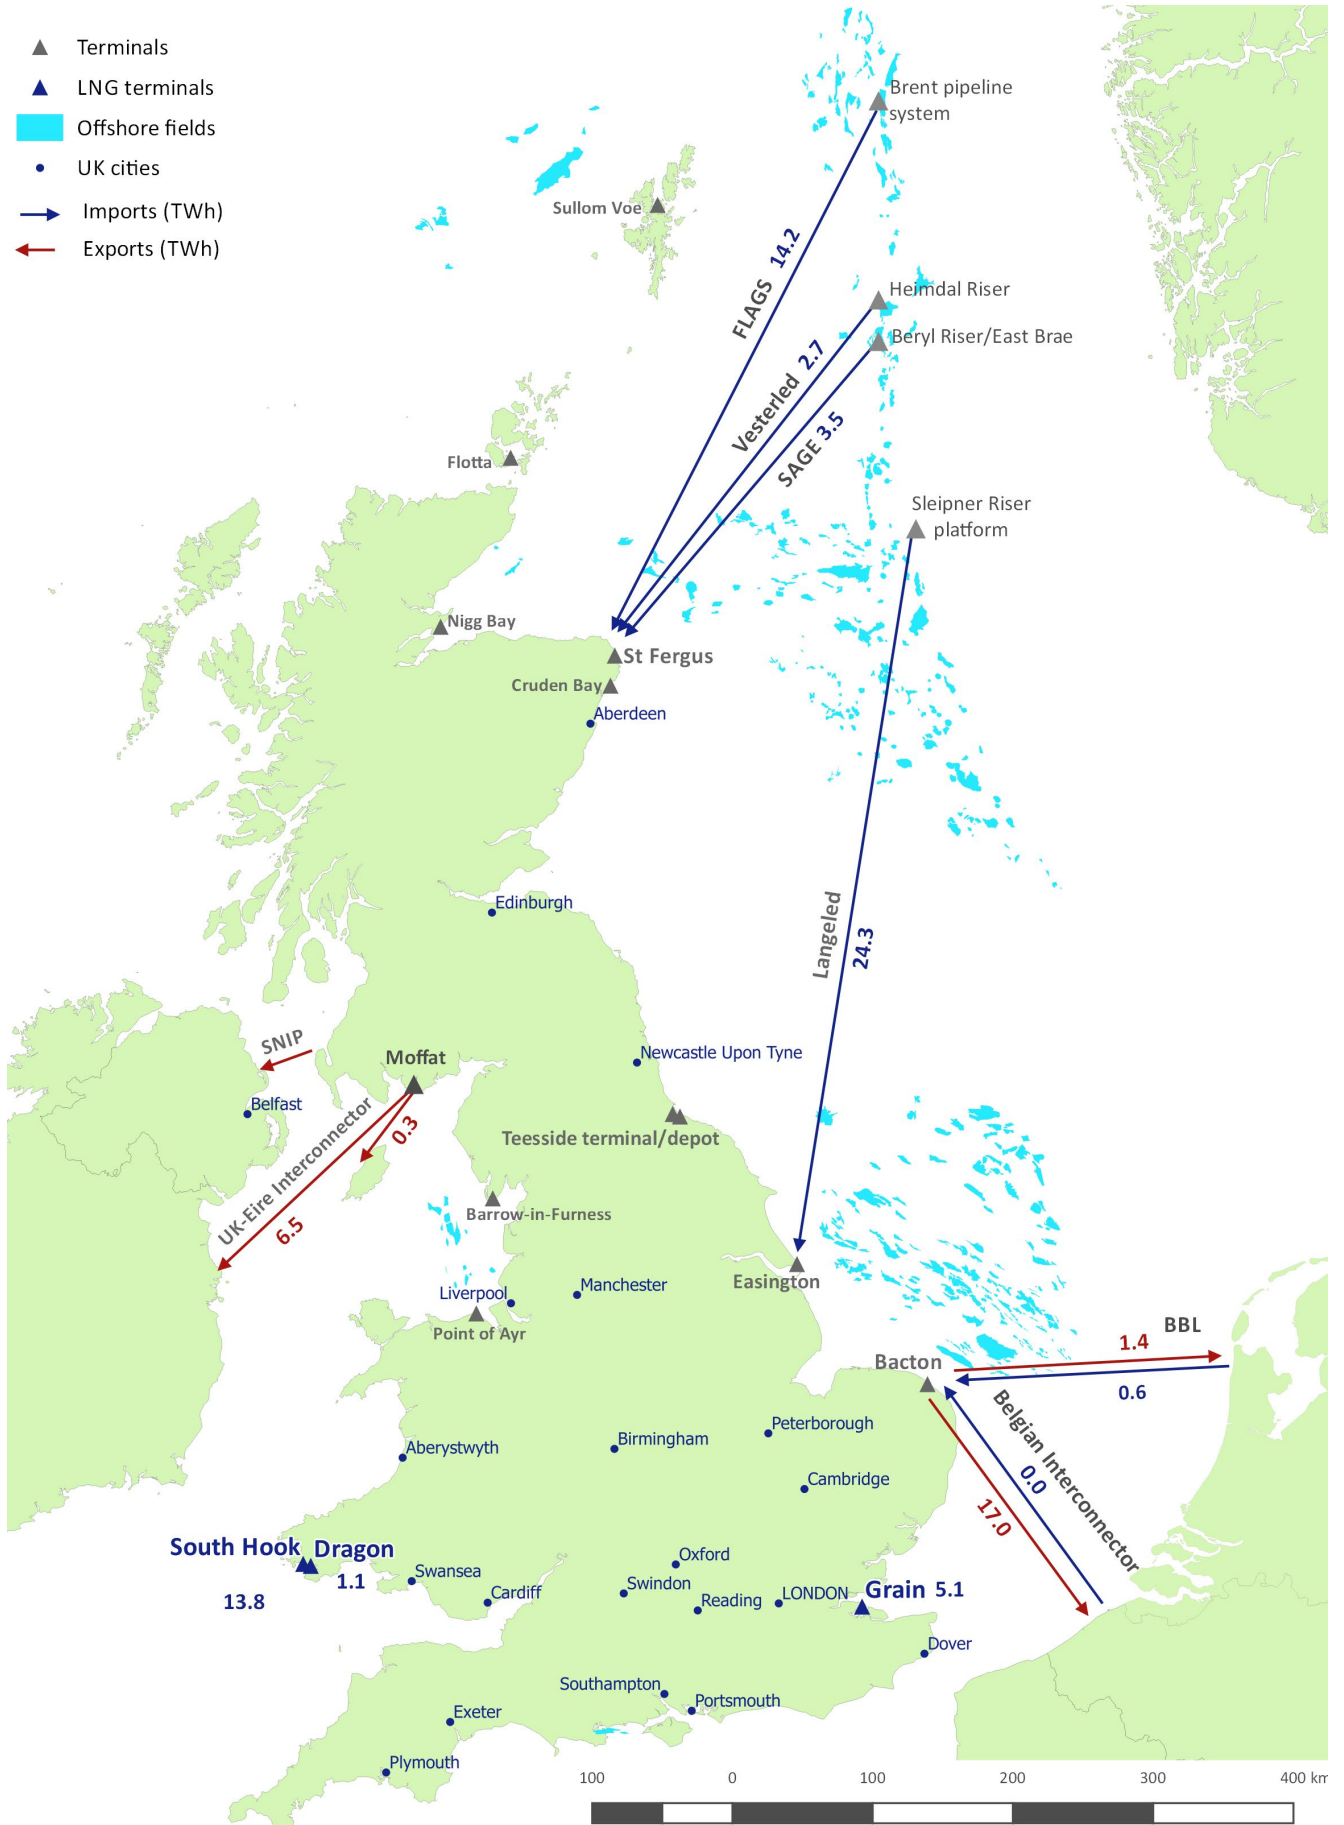 Terminals
LNG terminals
Offshore fields
UK cities
Imports (TWh)
Exports (TWh)
Brent pipeline
system
Sullom Voe
FLAGS 14.2
Heimdal Riser
Beryl Riser/East Brae
Vesterled 2.7
SAGE 3.5
Flotta
Sleipner Riser
platform
Nigg Bay
St Fergus
Cruden Bay
Aberdeen
Edinburgh
Langeled
24.3
SNIP
Moffat
Newcastle Upon Tyne
Belfast
0.3
Teesside terminal/depot
UK-Eire Interconnector
6.5
Barrow-in-Furness
Easington
Liverpool
Manchester
Point of Ayr
BBL
1.4
Bacton
0.6
Belgian Interconnector
0.0
17.0
Peterborough
Birmingham
Aberystwyth
Cambridge
South Hook
Dragon
13.8
1.1
Swansea
Cardiff
Oxford
Swindon
Reading
LONDON
Grain 5.1
Dover
Southampton
Portsmouth
Exeter
Plymouth
100 0 100 200 300 400 km